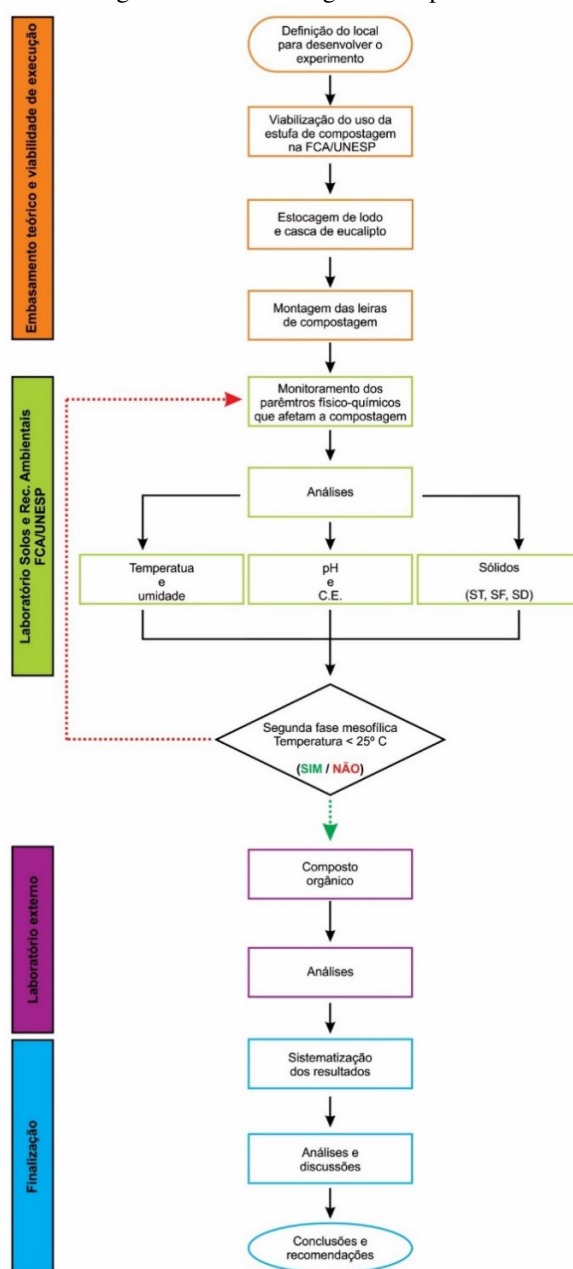 Definição do local
para desenvolver o
experimento
Viabilização do uso da
estufa de compostagem
na FCA/UNESP
Estocagem de lodo
e casca de eucalipto
Montagem das leiras
de compostagem
Embasamento teórico e viabilidade de execução
Monitoramento dos
parêmtros físico-químicos
que afetam a compostagem
Análises
Temperatua
e
umidade
pH
e
C.E.
Sólidos
(ST, SF, SD)
Laboratório Solos e Rec. Ambientais
FCA/UNESP
Segunda fase mesofílica
Temperatura < 25º C
(SIM / NÃO)
Composto
orgânico
Análises
Laboratório externo
Sistematização
dos resultados
Análises e
discussões
Conclusões e
recomendações
Finalização